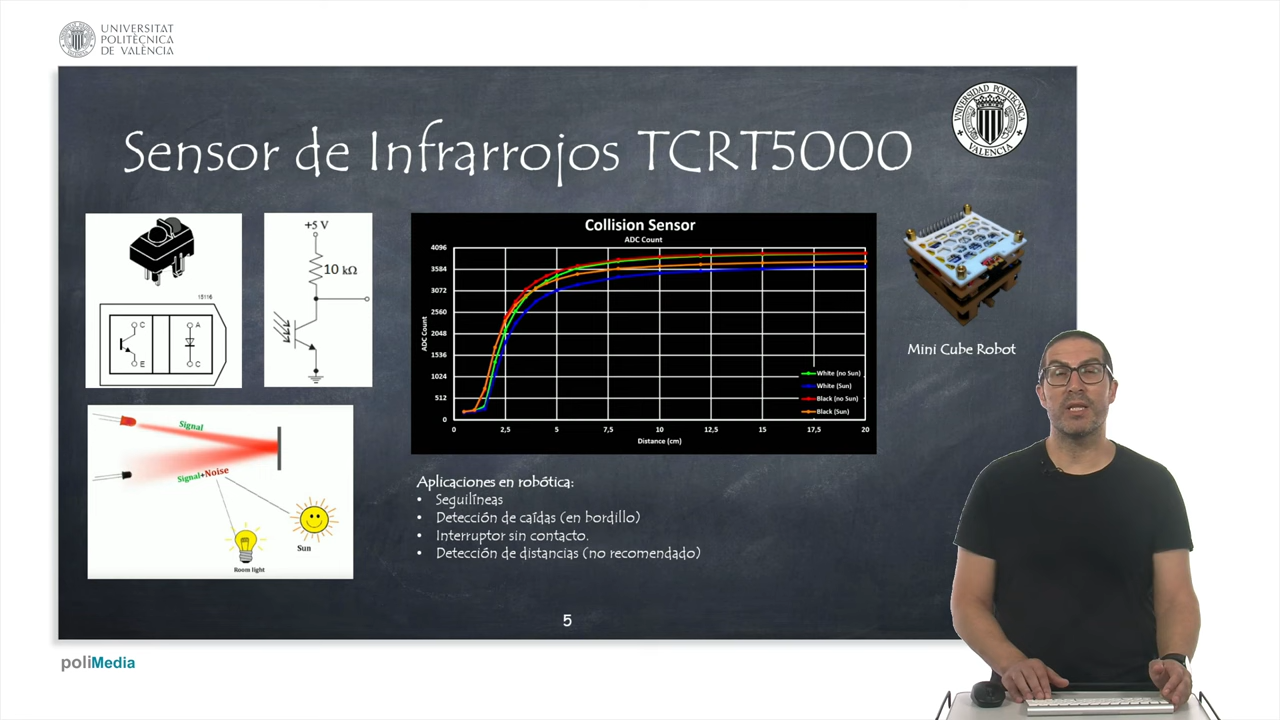 UNIVERSITAT
POLITÈCNICA
DE VALÈNCIA
UNIVERSIDAD POLITECNICA
VALENCIA
Sensor de Infrarrojos TCRT5000
15116
C
A
E
C
+5 V
10 kΩ
Collision Sensor
ADC Count
4096
3584
3072
2560
2048
1536
1024
512
0
ADC Count
0
2,5
5
7,5
10
12,5
15
17,5
20
Distance (cm)
White (no Sun)
White (Sun)
Black (no Sun)
Black (Sun)
Mini Cube Robot
Signal
Signal+Noise
Sun
Room light
Aplicaciones en robótica:
• Seguilíneas
• Detección de caídas (en bordillo)
• Interruptor sin contacto.
• Detección de distancias (no recomendado)
5
poliMedia